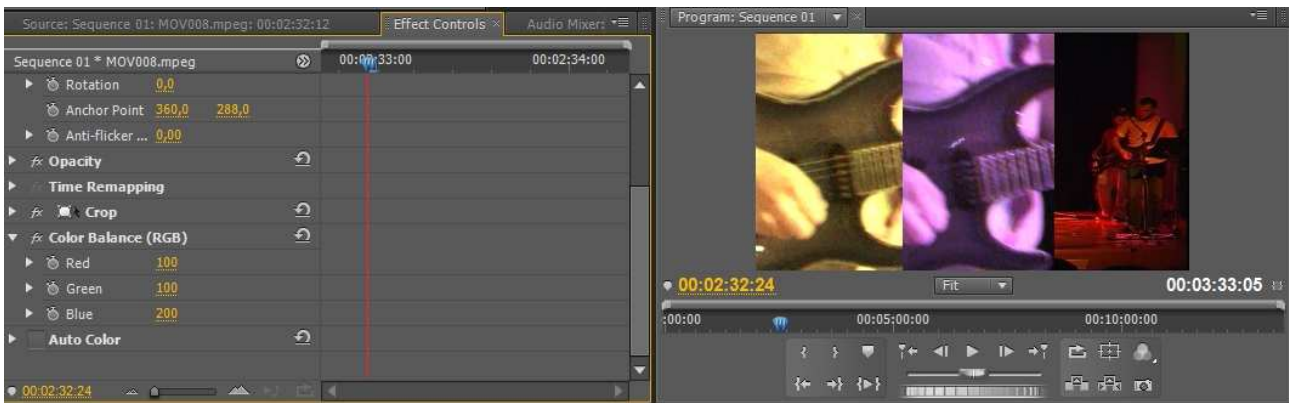 Source: Sequence 01: MOV008.mpeg: 00:02:32:12
Effect Controls
Audio Mixer:
Program: Sequence 01
Sequence 01 * MOV008.mpeg
00:02:33:00
00:02:34:00
Rotation 0,0
Anchor Point 360,0 288,0
Anti-flicker ... 0,00
fx Opacity
Time Remapping
fx Crop
fx Color Balance (RGB)
Red 100
Green 100
Blue 200
fx Auto Color
00:02:32:24
00:02:32:24
Fit
00:03:33:05
:00:00
00:05:00:00
00:10:00:00